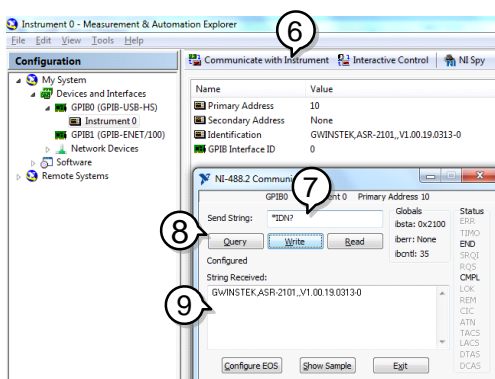 Instrument 0 - Measurement & Automation Explorer
File Edit View Tools Help
6
Configuration
Communicate with Instrument Interactive Control NI Spy
My System
Devices and Interfaces
GPIB0 (GPIB-USB-HS)
Instrument 0
GPIB1 (GPIB-ENET/100)
Network Devices
Software
Remote Systems
Name Value
Primary Address 10
Secondary Address None
Identification GWINSTEK,ASR-2101,,V1.00.19.0313-0
GPIB Interface ID 0
NI-488.2 Communi
7
GPIB0 ent 0 Primary Address 10
Send String: *IDN?
8
Query Write Read
Configured
Globals
ibsta: 0x2100
iberr: None
ibcntl: 35
String Received:
9
GWINSTEK,ASR-2101,,V1.00.19.0313-0
Configure EOS Show Sample Exit
Status
ERR
TIMO
END
SRQI
RQS
CMPL
LOK
REM
CIC
ATN
TACS
LACS
DTAS
DCAS